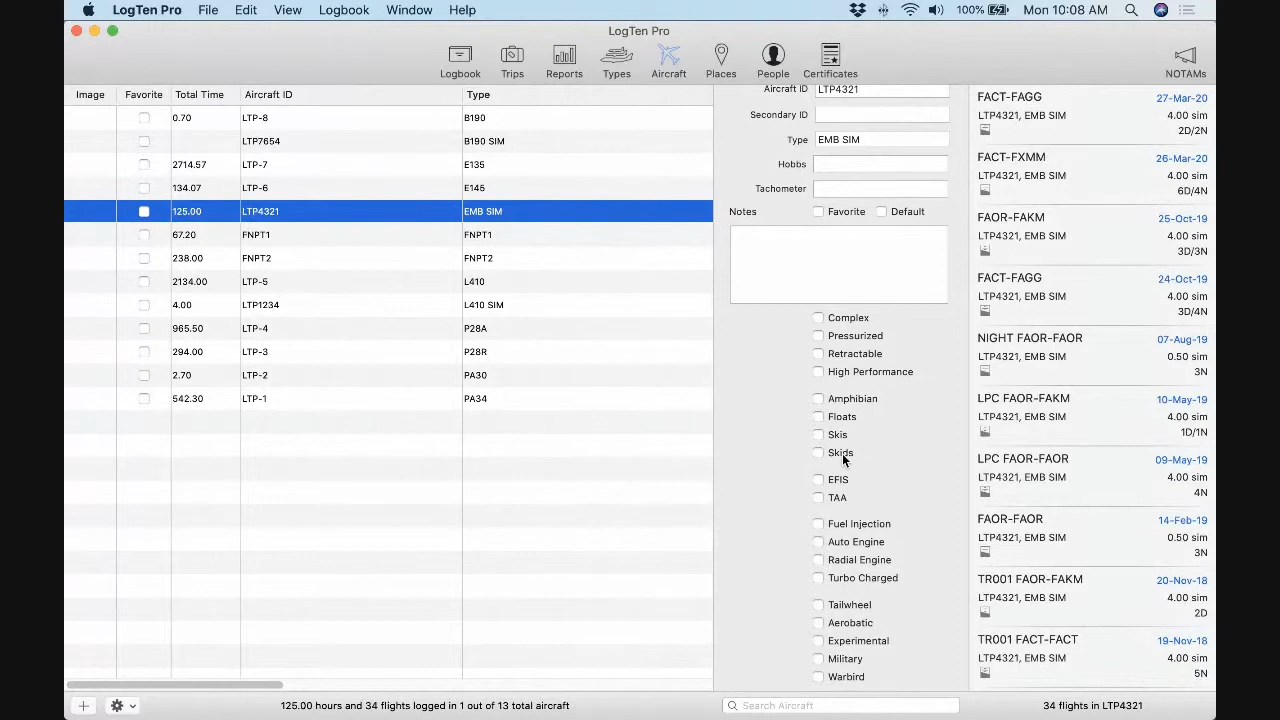 LogTen Pro File Edit View Logbook Window Help 100% Mon 10:08 AM
LogTen Pro
Logbook Trips Reports Types Aircraft Places People Certificates NOTAMs
Image Favorite Total Time Aircraft ID Type
0.70 LTP-8 B190
LTP7654 B190 SIM
2714.57 LTP-7 E135
134.07 LTP-6 E145
125.00 LTP4321 EMB SIM
67.20 FNPT1 FNPT1
238.00 FNPT2 FNPT2
2134.00 LTP-5 L410
4.00 LTP1234 L410 SIM
965.50 LTP-4 P28A
294.00 LTP-3 P28R
2.70 LTP-2 PA30
542.30 LTP-1 PA34
Aircraft ID LTP4321
Secondary ID
Type EMB SIM
Hobbs
Tachometer
Notes Favorite Default
Complex
Pressurized
Retractable
High Performance
Amphibian
Floats
Skis
Skids
EFIS
TAA
Fuel Injection
Auto Engine
Radial Engine
Turbo Charged
Tailwheel
Aerobatic
Experimental
Military
Warbird
FACT-FAGG 27-Mar-20
LTP4321, EMB SIM 4.00 sim
2D/2N
FACT-FXMM 26-Mar-20
LTP4321, EMB SIM 4.00 sim
6D/4N
FAOR-FAKM 25-Oct-19
LTP4321, EMB SIM 4.00 sim
3D/3N
FACT-FAGG 24-Oct-19
LTP4321, EMB SIM 4.00 sim
3D/4N
NIGHT FAOR-FAOR 07-Aug-19
LTP4321, EMB SIM 0.50 sim
3N
LPC FAOR-FAKM 10-May-19
LTP4321, EMB SIM 4.00 sim
1D/1N
LPC FAOR-FAOR 09-May-19
LTP4321, EMB SIM 4.00 sim
4N
FAOR-FAOR 14-Feb-19
LTP4321, EMB SIM 0.50 sim
3N
TR001 FAOR-FAKM 20-Nov-18
LTP4321, EMB SIM 4.00 sim
2D
TR001 FACT-FACT 19-Nov-18
LTP4321, EMB SIM 4.00 sim
5N
125.00 hours and 34 flights logged in 1 out of 13 total aircraft
Search Aircraft
34 flights in LTP4321